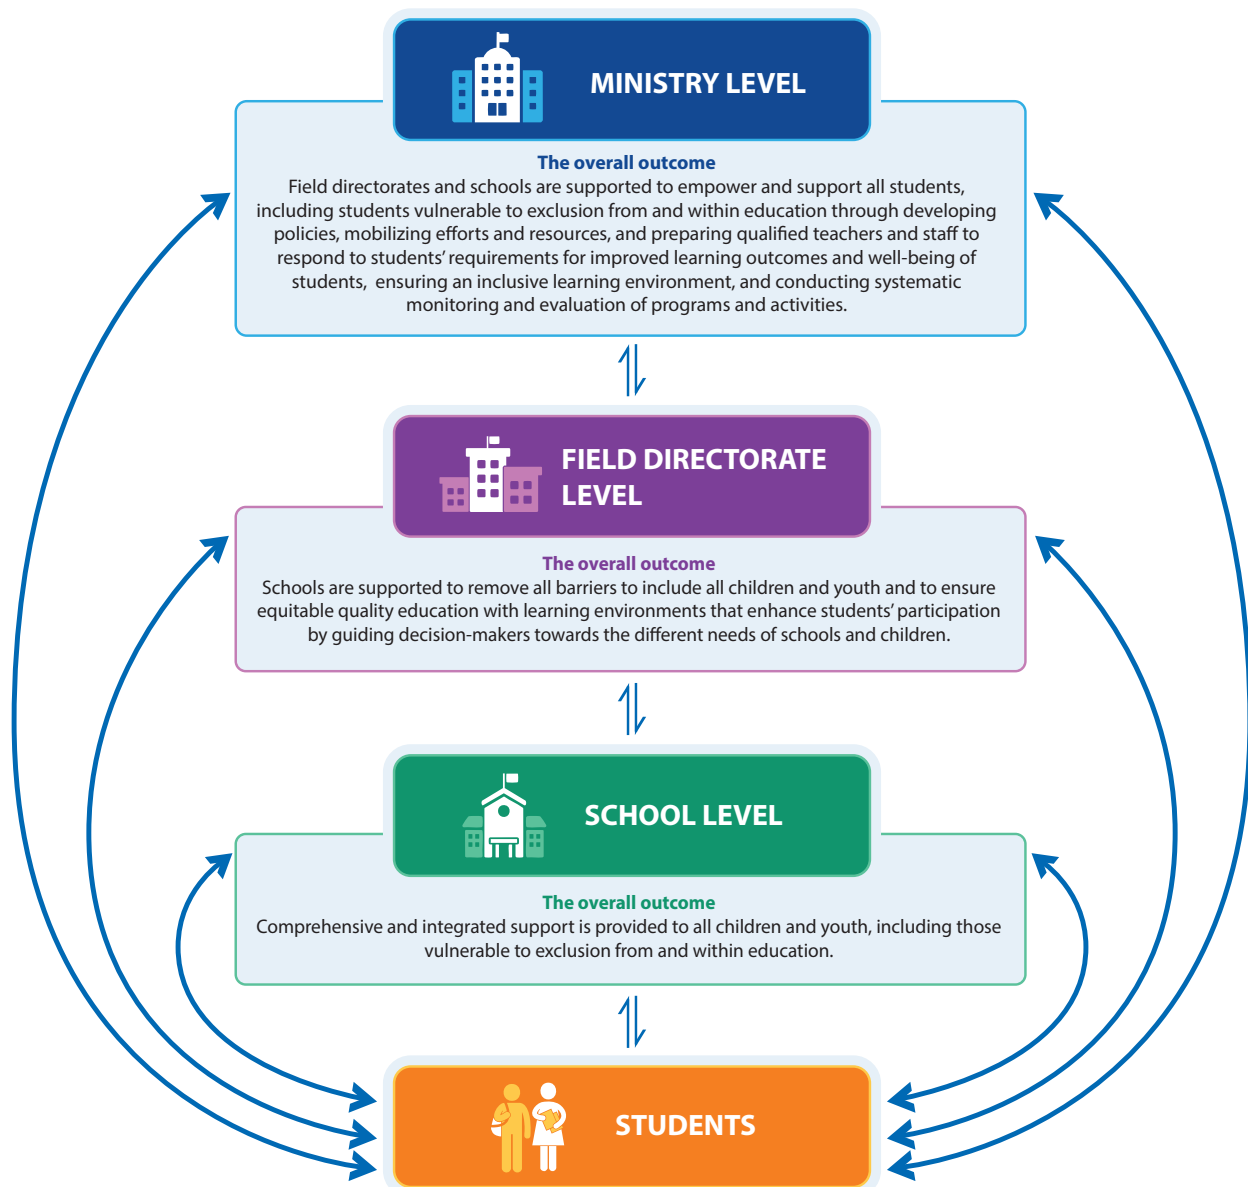 MINISTRY LEVEL
The overall outcome
Field directorates and schools are supported to empower and support all students,
including students vulnerable to exclusion from and within education through developing
policies, mobilizing efforts and resources, and preparing qualified teachers and staff to
respond to students’ requirements for improved learning outcomes and well-being of
students,  ensuring an inclusive learning environment, and conducting systematic
monitoring and evaluation of programs and activities.
FIELD DIRECTORATE
LEVEL
The overall outcome
Schools are supported to remove all barriers to include all children and youth and to ensure
equitable quality education with learning environments that enhance students’ participation
by guiding decision-makers towards the different needs of schools and children.
SCHOOL LEVEL
The overall outcome
Comprehensive and integrated support is provided to all children and youth, including those
vulnerable to exclusion from and within education.
STUDENTS